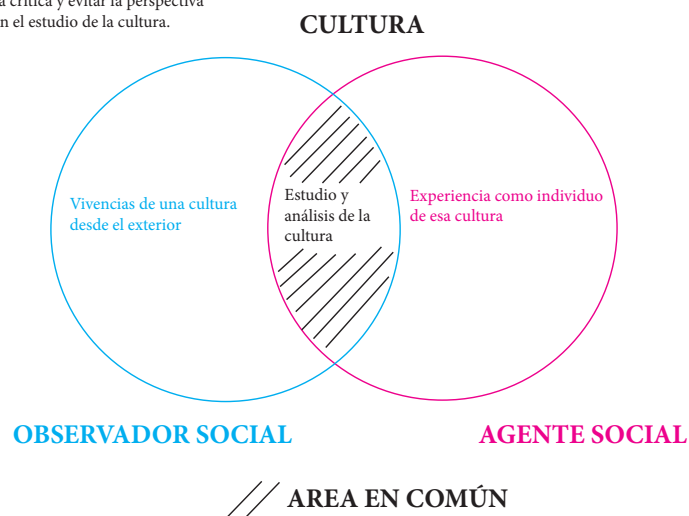 a crítica y evitar la perspectiva
n el estudio de la cultura.
CULTURA
Vivencias de una cultura
desde el exterior
Estudio y
análisis de la
cultura
Experiencia como individuo
de esa cultura
OBSERVADOR SOCIAL
AGENTE SOCIAL
AREA EN COMÚN